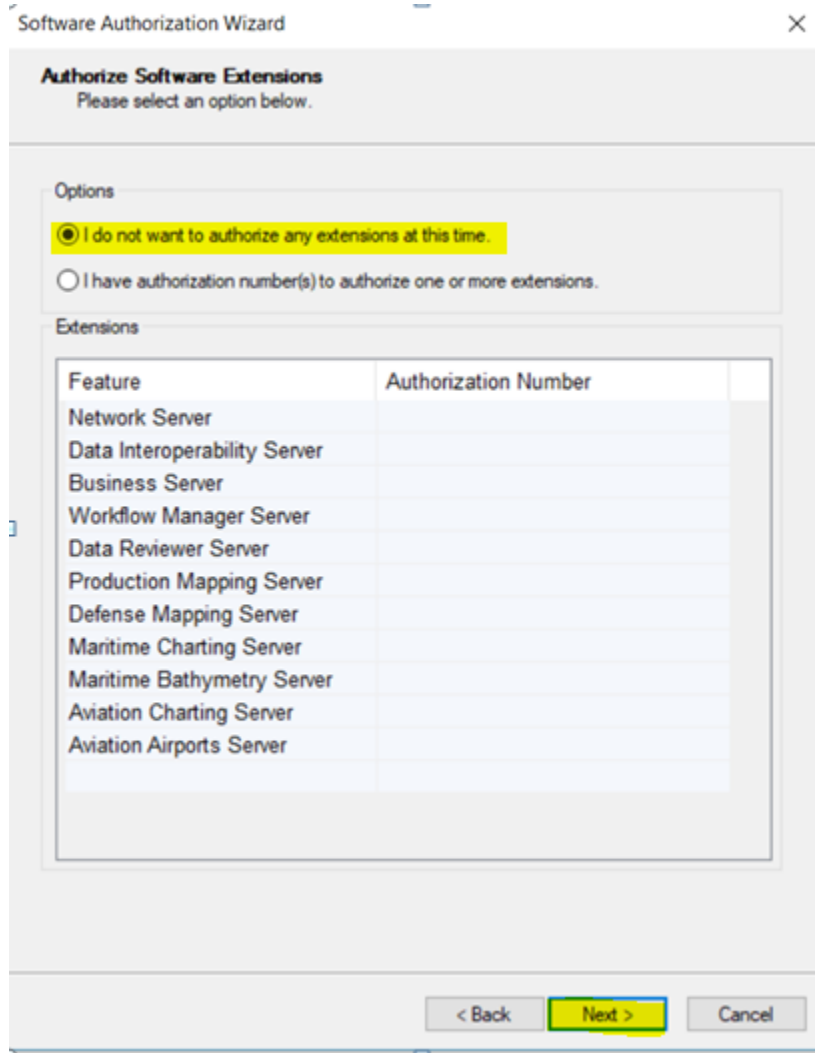 Software Authorization Wizard
Authorize Software Extensions
Please select an option below.
Options
I do not want to authorize any extensions at this time.
I have authorization number(s) to authorize one or more extensions.
Extensions
Feature Authorization Number
Network Server
Data Interoperability Server
Business Server
Workflow Manager Server
Data Reviewer Server
Production Mapping Server
Defense Mapping Server
Maritime Charting Server
Maritime Bathymetry Server
Aviation Charting Server
Aviation Airports Server
< Back Next > Cancel